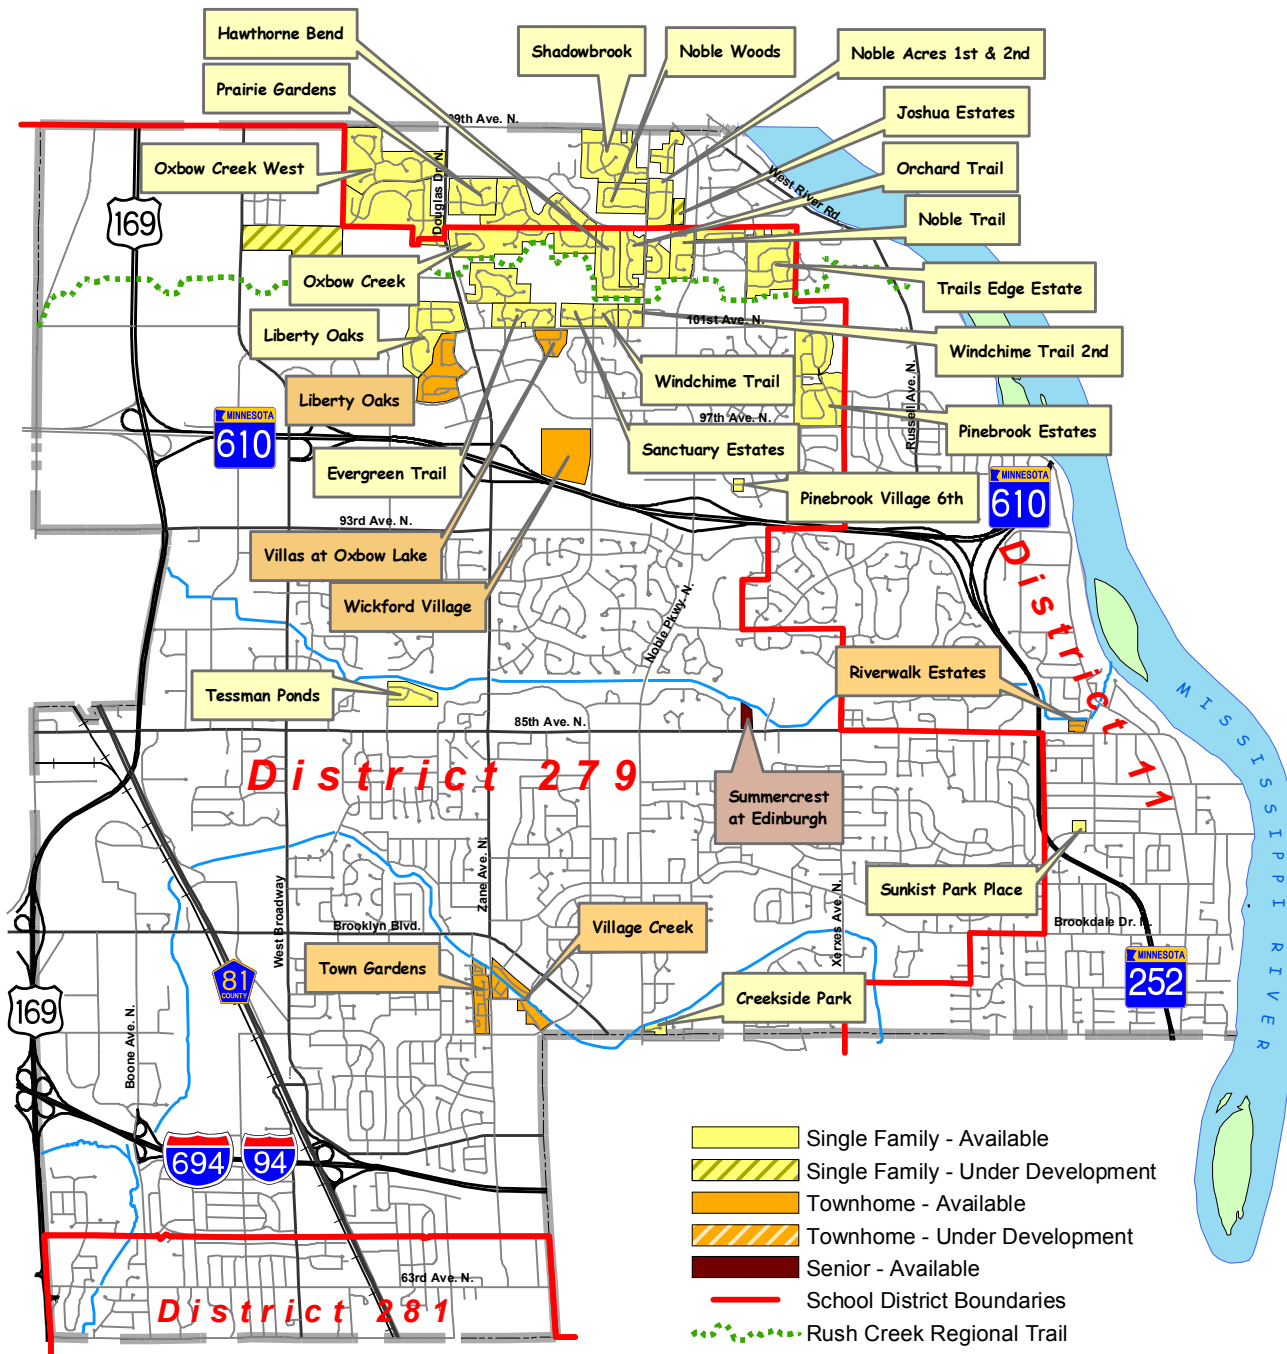 Hawthorne Bend
Shadowbrook
Noble Woods
Noble Acres 1st & 2nd
Prairie Gardens
Joshua Estates
99th Ave. N.
Oxbow Creek West
Douglas Dr. N.
West River Rd.
Orchard Trail
169
Noble Trail
Oxbow Creek
Trails Edge Estate
Liberty Oaks
101st Ave. N.
Windchime Trail 2nd
Windchime Trail
Liberty Oaks
Russell Ave. N.
MINNESOTA
610
97th Ave. N.
Pinebrook Estates
Sanctuary Estates
Evergreen Trail
MINNESOTA
610
Pinebrook Village 6th
93rd Ave. N.
Villas at Oxbow Lake
Wickford Village
Noble Pkwy. N.
District 11
Riverwalk Estates
Tessman Ponds
MISSISSIPPI RIVER
85th Ave. N.
District 279
Summercrest
at Edinburgh
Zane Ave. N.
West Broadway
Sunkist Park Place
Xerxes Ave. N.
Brooklyn Blvd.
Village Creek
Brookdale Dr. N.
Town Gardens
81
COUNTY
MINNESOTA
252
Creekside Park
169
Boone Ave. N.
694
94
Single Family - Available
Single Family - Under Development
Townhome - Available
Townhome - Under Development
Senior - Available
School District Boundaries
Rush Creek Regional Trail
63rd Ave. N.
District 281